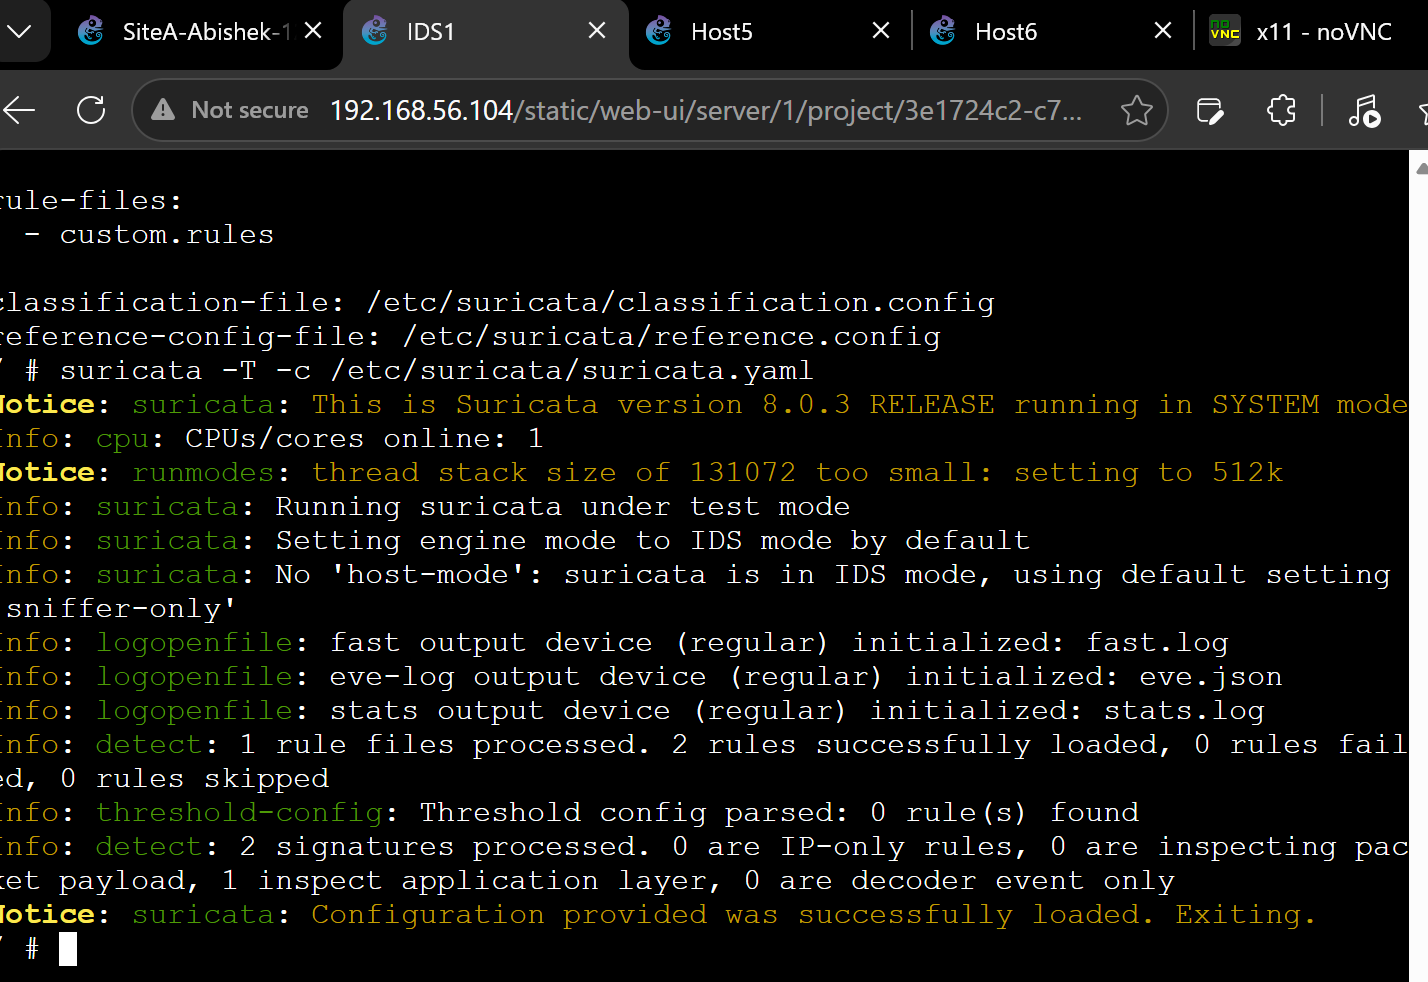 SiteA-Abishek-1
IDS1
Host5
Host6
no VNC
x11 - noVNC
Not secure 192.168.56.104/static/web-ui/server/1/project/3e1724c2-c7...
rule-files:
- custom.rules
classification-file: /etc/suricata/classification.config
reference-config-file: /etc/suricata/reference.config
/ # suricata -T -c /etc/suricata/suricata.yaml
Notice: suricata: This is Suricata version 8.0.3 RELEASE running in SYSTEM mode
Info: cpu: CPUs/cores online: 1
Notice: runmodes: thread stack size of 131072 too small: setting to 512k
Info: suricata: Running suricata under test mode
Info: suricata: Setting engine mode to IDS mode by default
Info: suricata: No 'host-mode': suricata is in IDS mode, using default setting
'sniffer-only'
Info: logopenfile: fast output device (regular) initialized: fast.log
Info: logopenfile: eve-log output device (regular) initialized: eve.json
Info: logopenfile: stats output device (regular) initialized: stats.log
Info: detect: 1 rule files processed. 2 rules successfully loaded, 0 rules fail
ed, 0 rules skipped
Info: threshold-config: Threshold config parsed: 0 rule(s) found
Info: detect: 2 signatures processed. 0 are IP-only rules, 0 are inspecting pac
ket payload, 1 inspect application layer, 0 are decoder event only
Notice: suricata: Configuration provided was successfully loaded. Exiting.
/ #